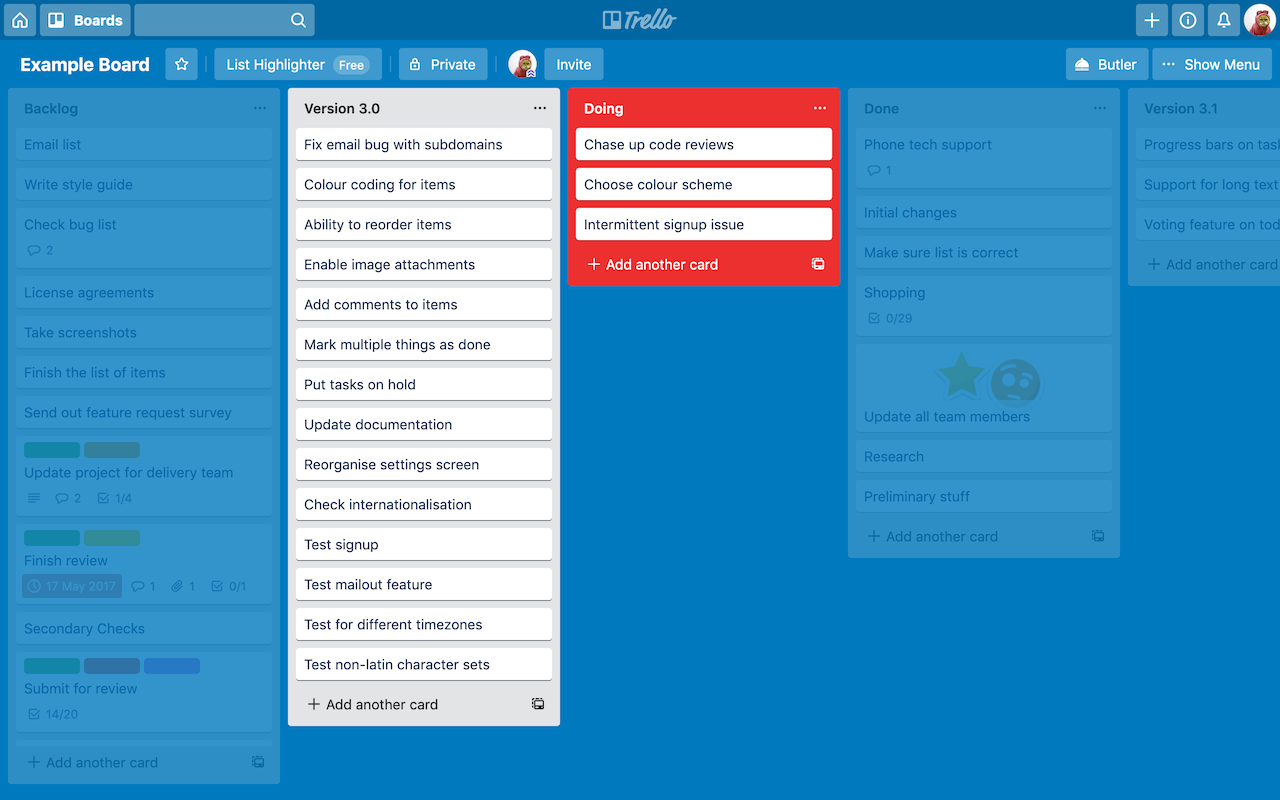 Boards
Trello
Example Board
List Highlighter Free
Private
Invite
Butler
··· Show Menu
Backlog
Email list
Write style guide
Check bug list
2
License agreements
Take screenshots
Finish the list of items
Send out feature request survey
Update project for delivery team
2 1/4
Finish review
17 May 2017 1 1 0/1
Secondary Checks
Submit for review
14/20
+ Add another card
Version 3.0
Fix email bug with subdomains
Colour coding for items
Ability to reorder items
Enable image attachments
Add comments to items
Mark multiple things as done
Put tasks on hold
Update documentation
Reorganise settings screen
Check internationalisation
Test signup
Test mailout feature
Test for different timezones
Test non-latin character sets
+ Add another card
Doing
Chase up code reviews
Choose colour scheme
Intermittent signup issue
+ Add another card
Done
Phone tech support
1
Initial changes
Make sure list is correct
Shopping
0/29
Update all team members
Research
Preliminary stuff
+ Add another card
Version 3.1
Progress bars on task
Support for long text
Voting feature on tod
+ Add another card